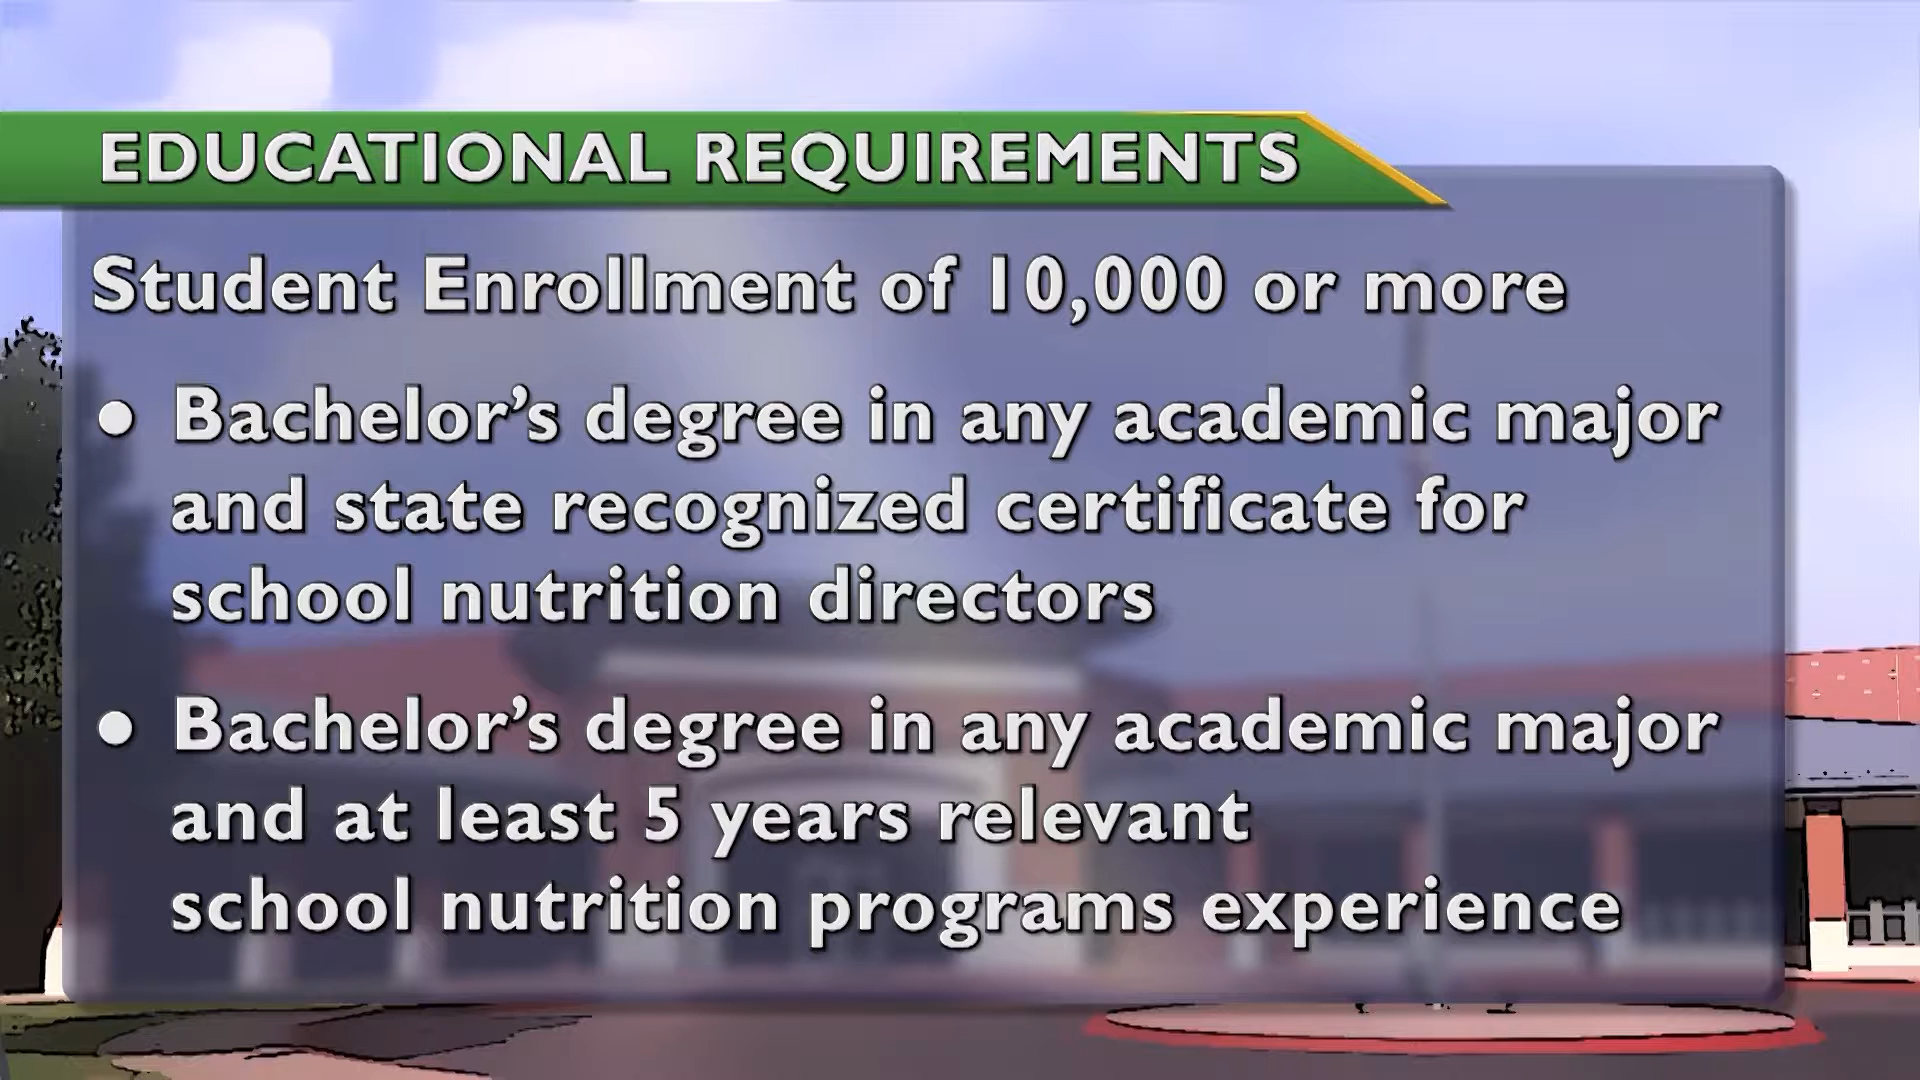 EDUCATIONAL REQUIREMENTS
Student Enrollment of 10,000 or more
● Bachelor’s degree in any academic major
and state recognized certificate for
school nutrition directors
● Bachelor’s degree in any academic major
and at least 5 years relevant
school nutrition programs experience